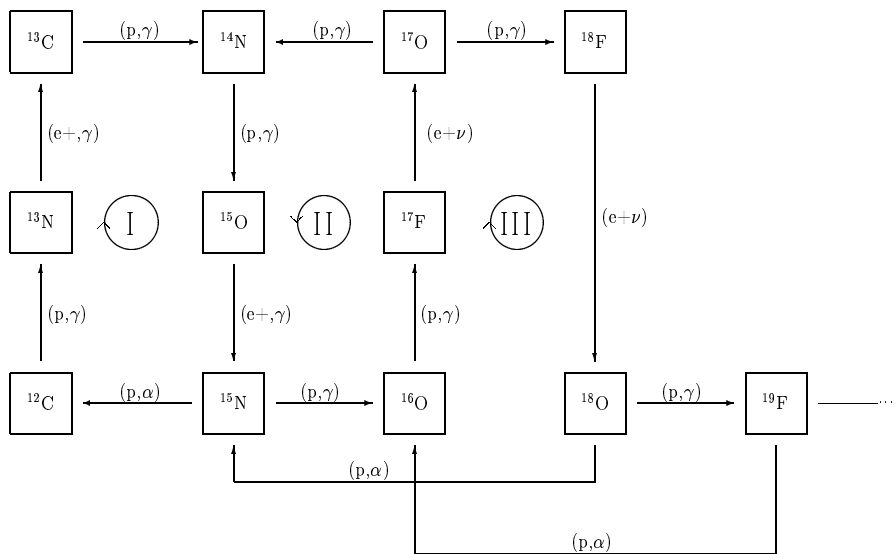 ¹³C (p,γ) ¹⁴N (p,γ) ¹⁷O (p,γ) ¹⁸F
(e+,γ) (p,γ) (e+ν)
¹³N I ¹⁵O II ¹⁷F III (e+ν)
(p,γ) (e+,γ) (p,γ)
¹²C (p,α) ¹⁵N (p,γ) ¹⁶O ¹⁸O (p,γ) ¹⁹F ...
(p,α)
(p,α)